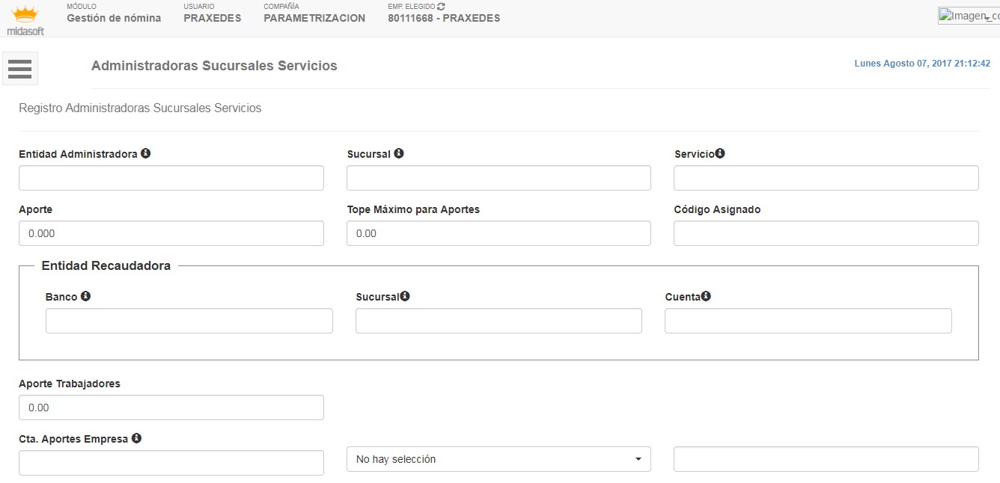 MÓDULO USUARIO COMPAÑÍA EMP. ELEGIDO
Gestión de nómina PRAXEDES PARAMETRIZACION 80111668 - PRAXEDES
midasoft
Imagen_co
Administradoras Sucursales Servicios
Lunes Agosto 07, 2017 21:12:42
Registro Administradoras Sucursales Servicios
Entidad Administradora Sucursal Servicio
Aporte Tope Máximo para Aportes Código Asignado
0.000 0.00
Entidad Recaudadora
Banco Sucursal Cuenta
Aporte Trabajadores
0.00
Cta. Aportes Empresa
No hay selección